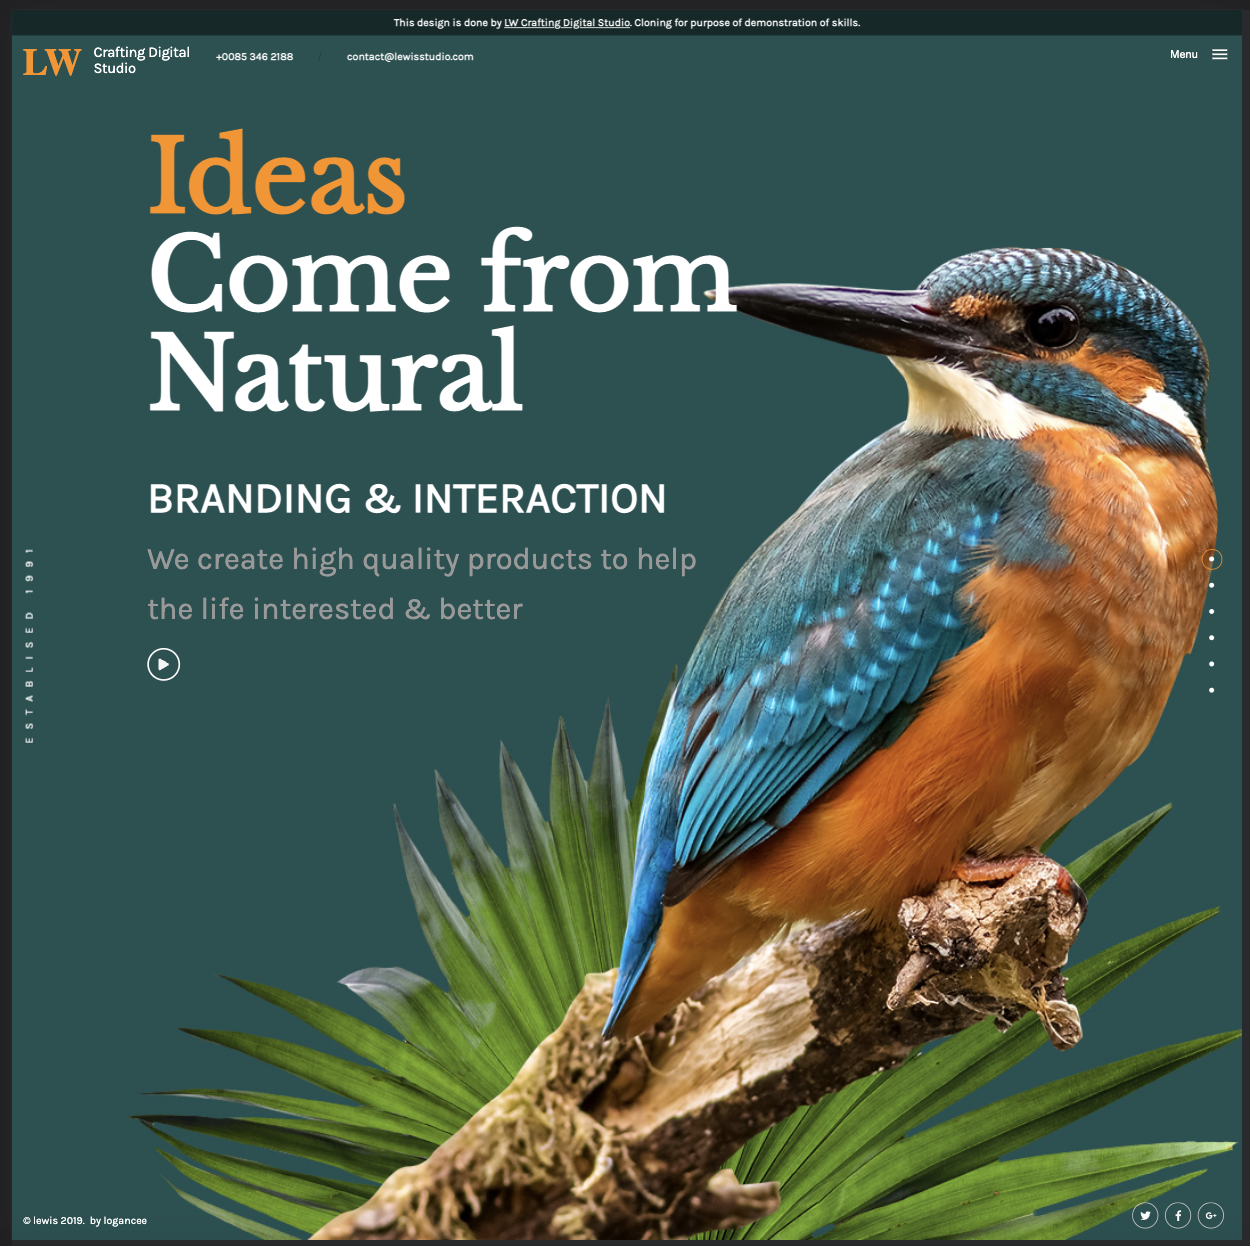 This design is done by LW Crafting Digital Studio. Cloning for purpose of demonstration of skills.
LW
Crafting Digital
Studio
+0085 346 2188
/
contact@lewisstudio.com
Menu
Ideas
Come from
Natural
BRANDING & INTERACTION
We create high quality products to help
the life interested & better
ESTABLISED 1991
© lewis 2019. by logancee
G+